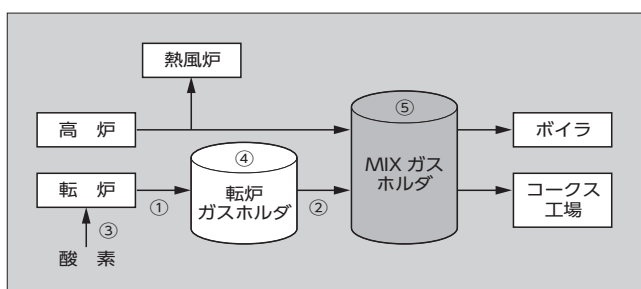 熱風炉
高　炉
転　炉
①
④
転炉
ガスホルダ
②
⑤
MIX ガス
ホルダ
ボイラ
コークス
工場
③
酸　素